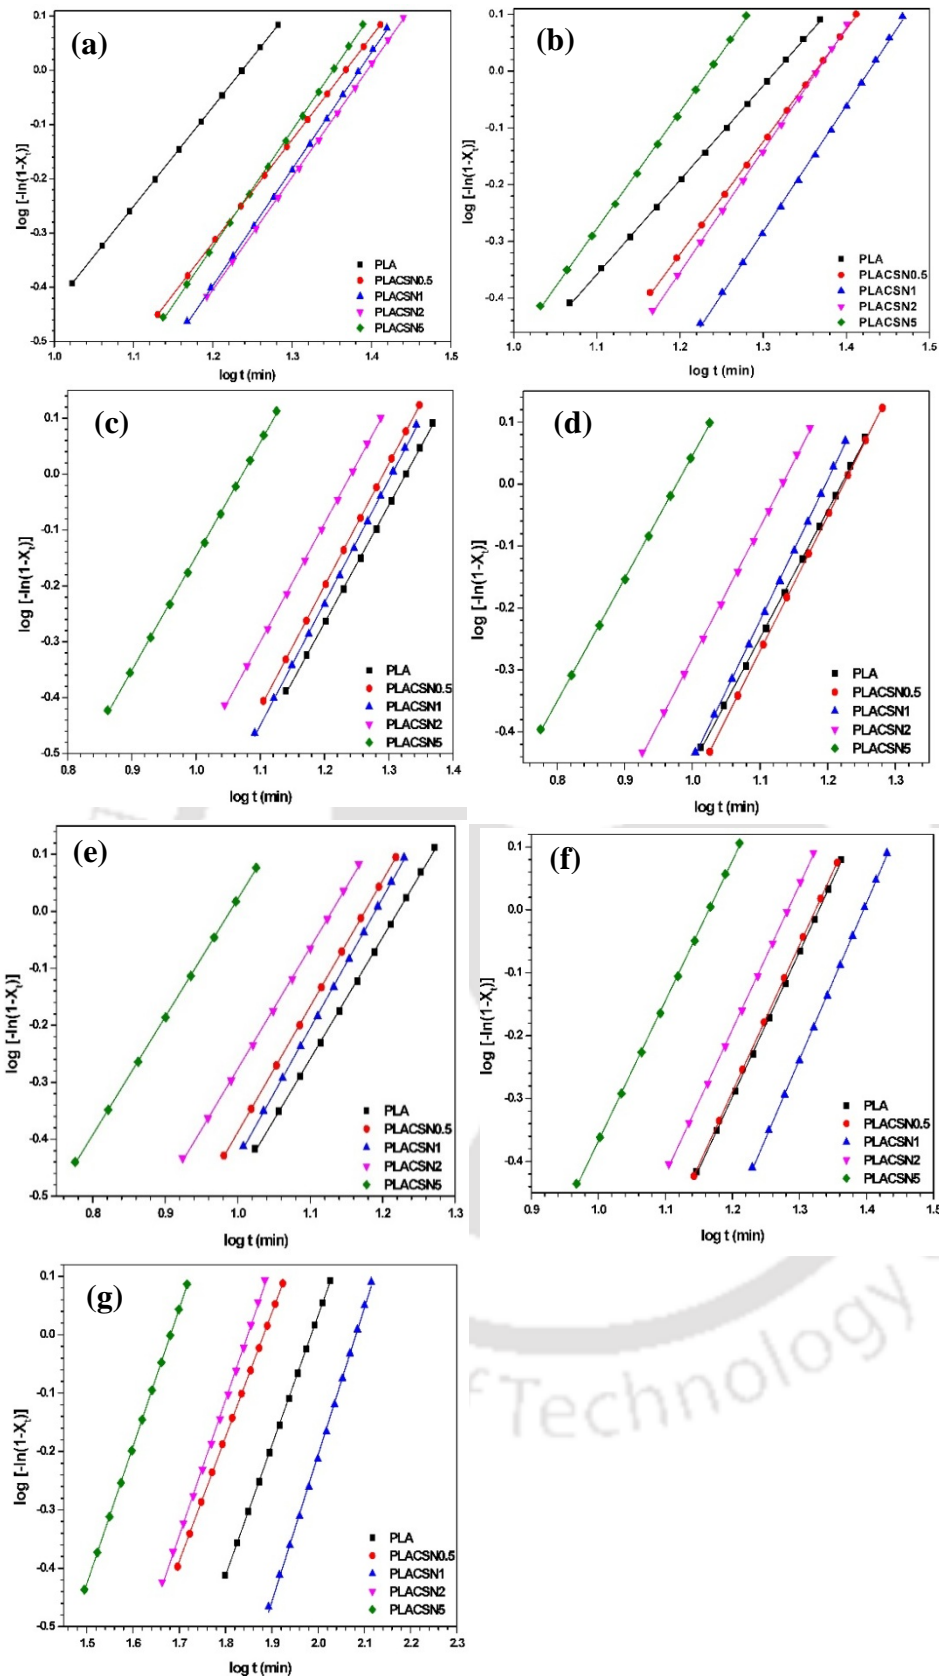 (a)
log [-ln(1-Xt)]
0.1
0.0
-0.1
-0.2
-0.3
-0.4
-0.5
PLA
PLACSN0.5
PLACSN1
PLACSN2
PLACSN5
1.0 1.1 1.2 1.3 1.4 1.5
log t (min)
(b)
log [-ln(1-Xt)]
0.1
0.0
-0.1
-0.2
-0.3
-0.4
PLA
PLACSN0.5
PLACSN1
PLACSN2
PLACSN5
1.0 1.1 1.2 1.3 1.4 1.5
log t (min)
(c)
log [-ln(1-Xt)]
0.1
0.0
-0.1
-0.2
-0.3
-0.4
-0.5
PLA
PLACSN0.5
PLACSN1
PLACSN2
PLACSN5
0.8 0.9 1.0 1.1 1.2 1.3 1.4
log t (min)
(d)
log [-ln(1-Xt)]
0.1
0.0
-0.1
-0.2
-0.3
-0.4
PLA
PLACSN0.5
PLACSN1
PLACSN2
PLACSN5
0.8 0.9 1.0 1.1 1.2 1.3
log t (min)
(e)
log [-ln(1-Xt)]
0.1
0.0
-0.1
-0.2
-0.3
-0.4
-0.5
PLA
PLACSN0.5
PLACSN1
PLACSN2
PLACSN5
0.8 0.9 1.0 1.1 1.2 1.3
log t (min)
(f)
log [-ln(1-Xt)]
0.1
0.0
-0.1
-0.2
-0.3
-0.4
PLA
PLACSN0.5
PLACSN1
PLACSN2
PLACSN5
0.9 1.0 1.1 1.2 1.3 1.4 1.5
log t (min)
(g)
log [-ln(1-Xt)]
0.1
0.0
-0.1
-0.2
-0.3
-0.4
-0.5
PLA
PLACSN0.5
PLACSN1
PLACSN2
PLACSN5
1.5 1.6 1.7 1.8 1.9 2.0 2.1 2.2 2.3
log t (min)
of Technology